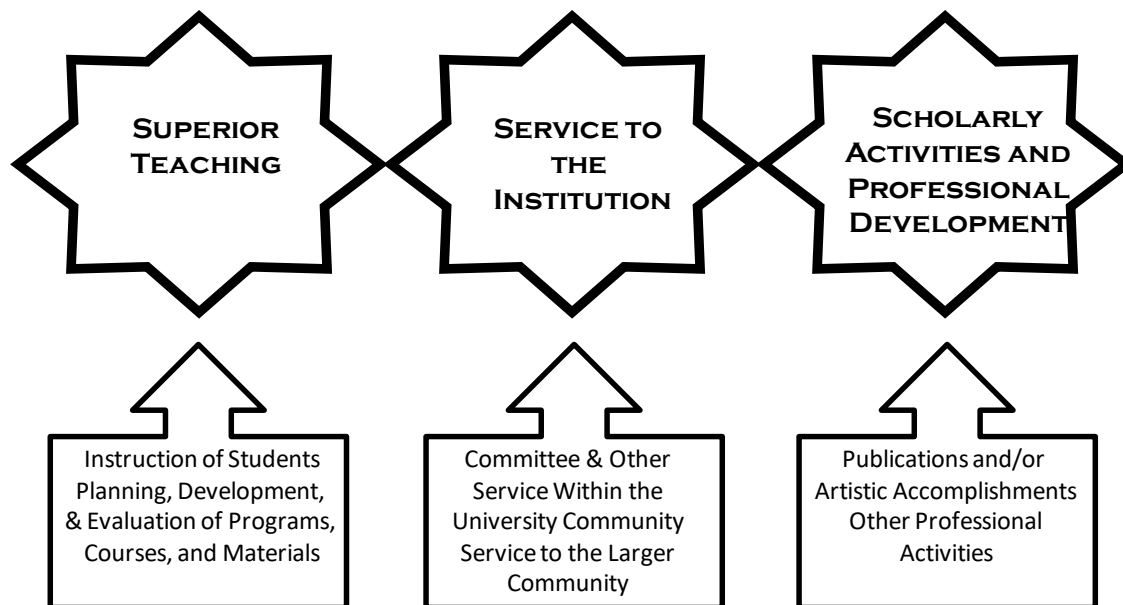 SUPERIOR
TEACHING
SERVICE TO
THE
INSTITUTION
SCHOLARLY
ACTIVITIES AND
PROFESSIONAL
DEVELOPMENT
Instruction of Students
Planning, Development,
& Evaluation of Programs,
Courses, and Materials
Committee & Other
Service Within the
University Community
Service to the Larger
Community
Publications and/or
Artistic Accomplishments
Other Professional
Activities